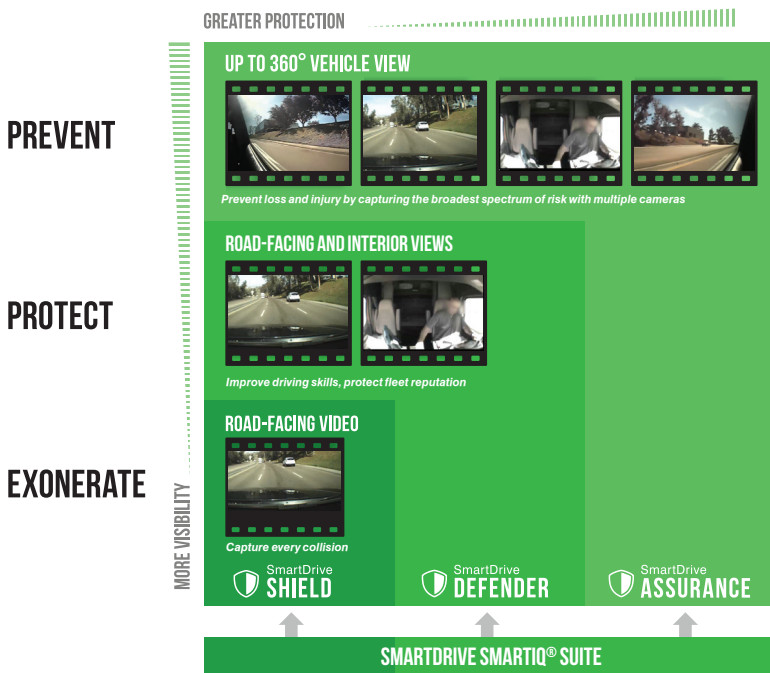 GREATER PROTECTION
UP TO 360° VEHICLE VIEW
PREVENT
Prevent loss and injury by capturing the broadest spectrum of risk with multiple cameras
ROAD-FACING AND INTERIOR VIEWS
PROTECT
Improve driving skills, protect fleet reputation
ROAD-FACING VIDEO
EXONERATE
MORE VISIBILITY
Capture every collision
SmartDrive
SHIELD
SmartDrive
DEFENDER
SmartDrive
ASSURANCE
SMARTDRIVE SMARTIQ® SUITE